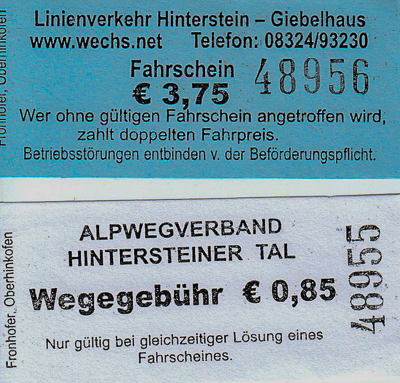 Linienverkehr Hinterstein – Giebelhaus
www.wechs.net Telefon: 08324/93230
Fahrschein 48956
€ 3,75
Wer ohne gültigen Fahrschein angetroffen wird,
zahlt doppelten Fahrpreis.
Betriebsstörungen entbinden v. der Beförderungspflicht.
Fronhofer, Oberhinkofen
ALPWEGVERBAND
HINTERSTEINER TAL
Wegegebühr € 0,85
Nur gültig bei gleichzeitiger Lösung eines
Fahrscheines.
48955
Fronhofer, Oberhinkofen